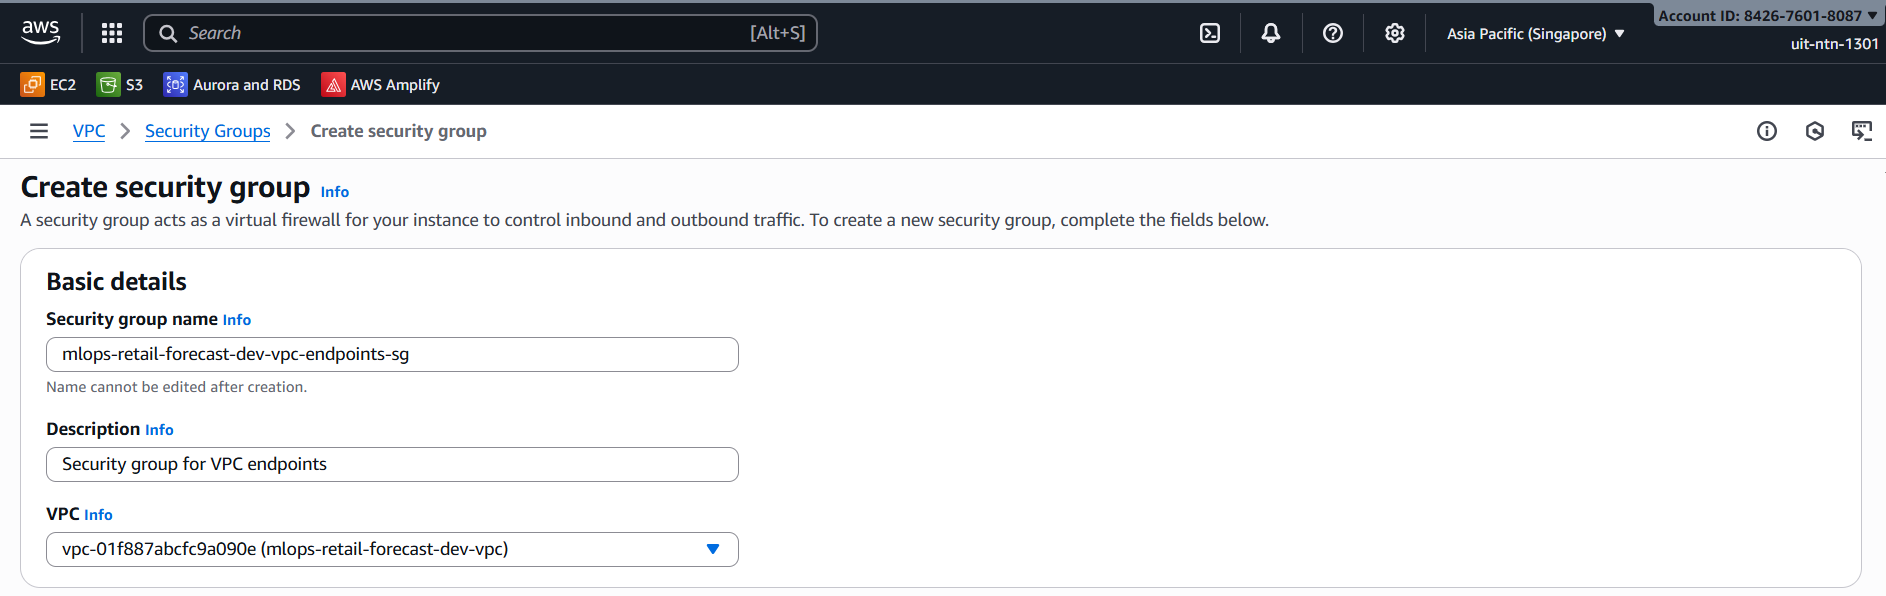 aws
Search [Alt+S]
Asia Pacific (Singapore)
Account ID: 8426-7601-8087
uit-ntn-1301
EC2 S3 Aurora and RDS AWS Amplify
VPC Security Groups Create security group
Create security group Info
A security group acts as a virtual firewall for your instance to control inbound and outbound traffic. To create a new security group, complete the fields below.
Basic details
Security group name Info
mlops-retail-forecast-dev-vpc-endpoints-sg
Name cannot be edited after creation.
Description Info
Security group for VPC endpoints
VPC Info
vpc-01f887abcfc9a090e (mlops-retail-forecast-dev-vpc)